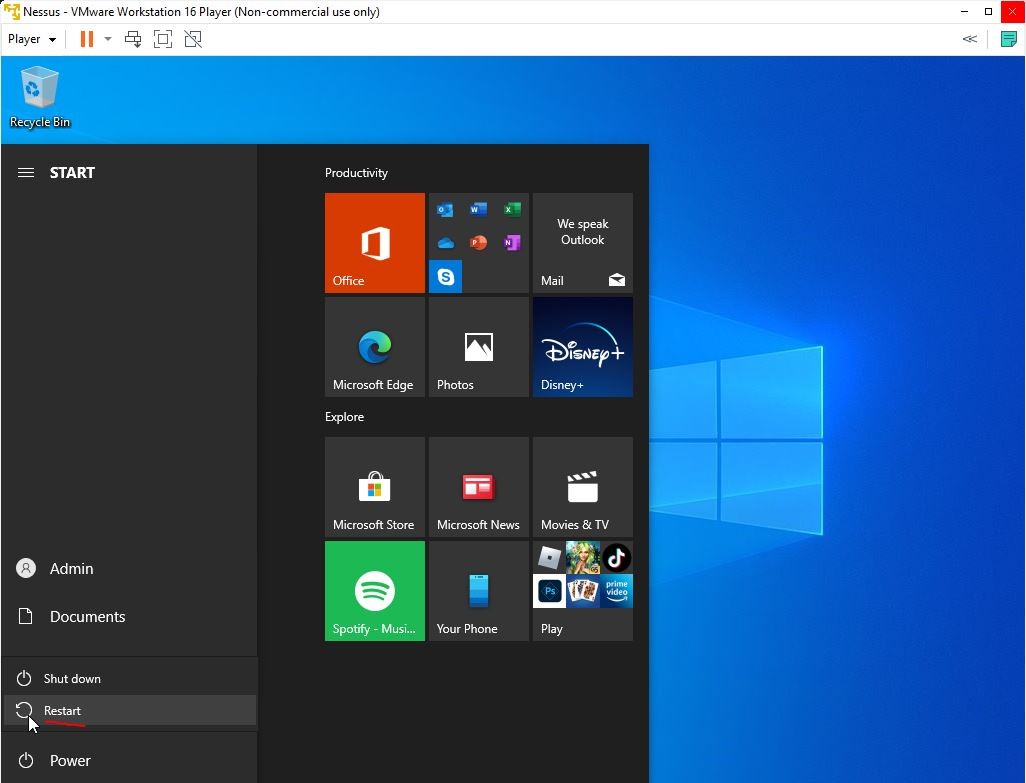 Nessus - VMware Workstation 16 Player (Non-commercial use only)
Player
Recycle Bin
START
Productivity
Office
We speak
Outlook
Mail
Microsoft Edge
Photos
Disney+
Disney+
Explore
Microsoft Store
Microsoft News
Movies & TV
Spotify - Musi...
Your Phone
Ps
prime
video
Play
Admin
Documents
Shut down
Restart
Power